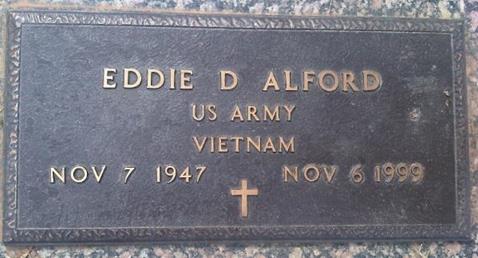 EDDIE D ALFORD
US ARMY
VIETNAM
NOV 7 1947 NOV 6 1999